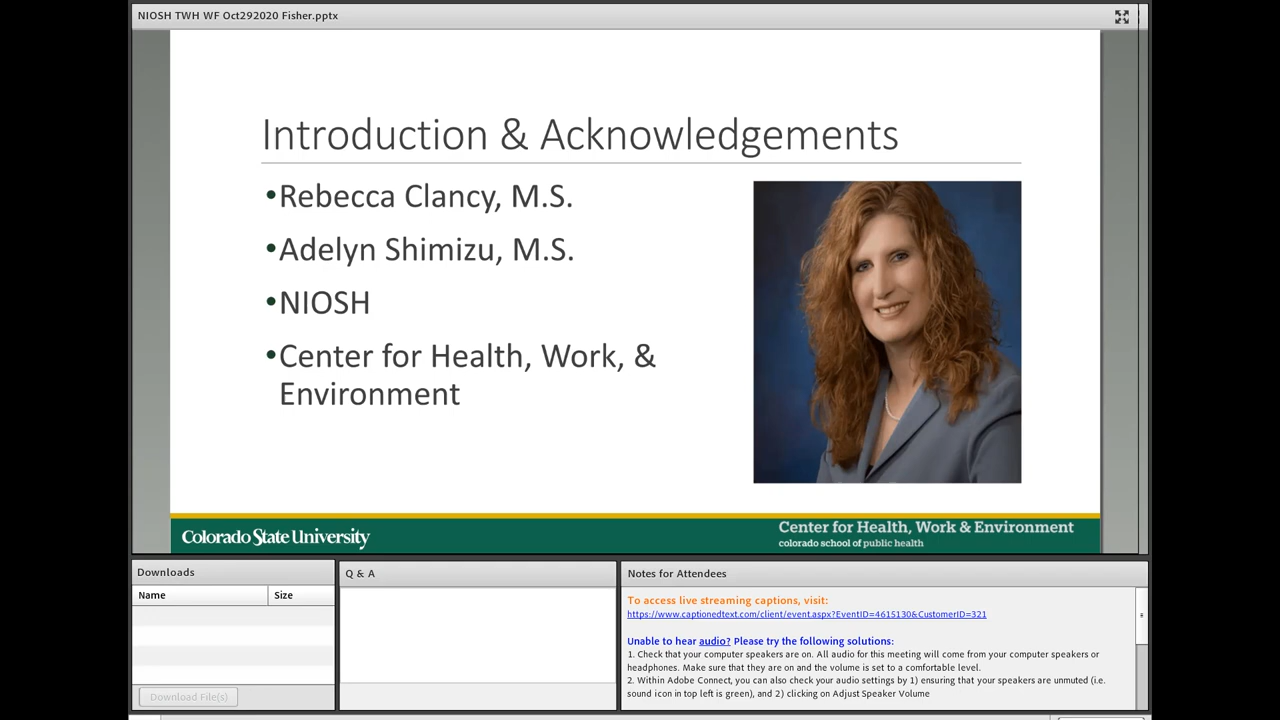 NIOSH TWH WF Oct292020 Fisher.pptx
Introduction & Acknowledgements
•Rebecca Clancy, M.S.
•Adelyn Shimizu, M.S.
•NIOSH
•Center for Health, Work, &
Environment
Colorado State University
Center for Health, Work & Environment
colorado school of public health
Downloads
Name
Size
Download File(s)
Q & A
Notes for Attendees
To access live streaming captions, visit:
https://www.captionedtext.com/client/event.aspx?EventID=4615130&CustomerID=321
Unable to hear audio? Please try the following solutions:
1. Check that your computer speakers are on. All audio for this meeting will come from your computer speakers or
headphones. Make sure that they are on and the volume is set to a comfortable level.
2. Within Adobe Connect, you can also check your audio settings by 1) ensuring that your speakers are unmuted (i.e.
sound icon in top left is green), and 2) clicking on Adjust Speaker Volume